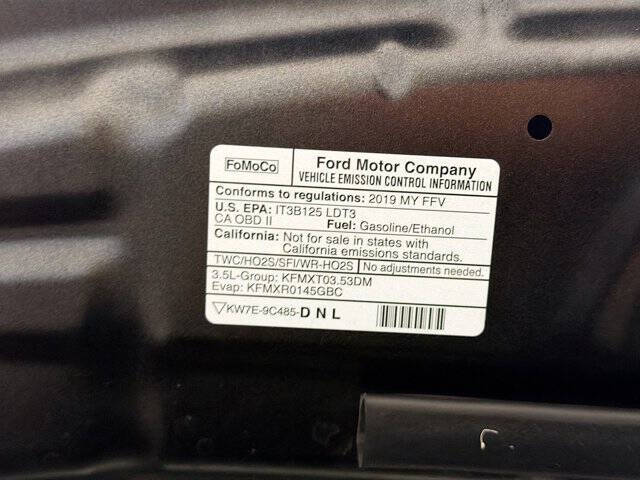 FoMoCo
Ford Motor Company
VEHICLE EMISSION CONTROL INFORMATION
Conforms to regulations: 2019 MY FFV
U.S. EPA: IT3B125 LDT3
CA OBD II Fuel: Gasoline/Ethanol
California: Not for sale in states with
California emissions standards.
TWC/HO2S/SFI/WR-HO2S No adjustments needed.
3.5L-Group: KFMXT03.53DM
Evap: KFMXR0145GBC
KW7E-9C485-DNL